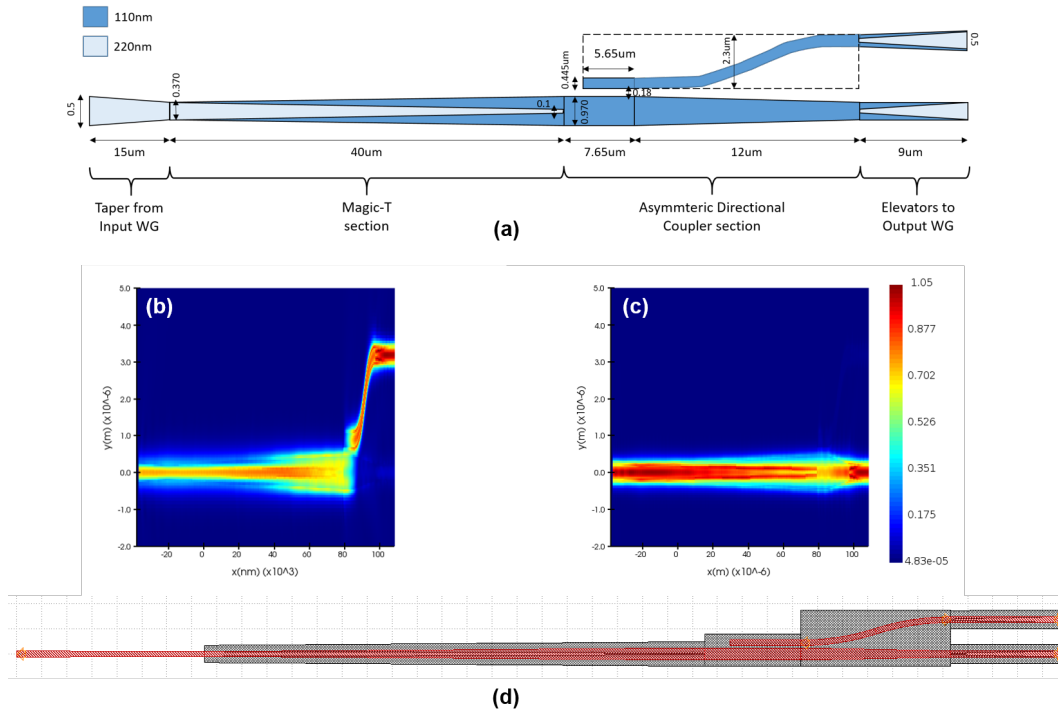 110nm
220nm
5.65um
2.3um
0.5
0.445um
0.18
0.370
0.5
0.1
0.970
15um
40um
7.65um
12um
9um
Taper from
Input WG
Magic-T
section
Asymmteric Directional
Coupler section
Elevators to
Output WG
(a)
(b)
5.0
4.0
3.0
2.0
1.0
0.0
-1.0
-2.0
y(m) (x10^-6)
-20
0
20
40
60
80
100
x(nm) (x10^3)
(c)
5.0
4.0
3.0
2.0
1.0
0.0
-1.0
-2.0
y(m) (x10^-6)
-20
0
20
40
60
80
100
x(m) (x10^-6)
1.05
0.877
0.702
0.526
0.351
0.175
4.83e-05
(d)